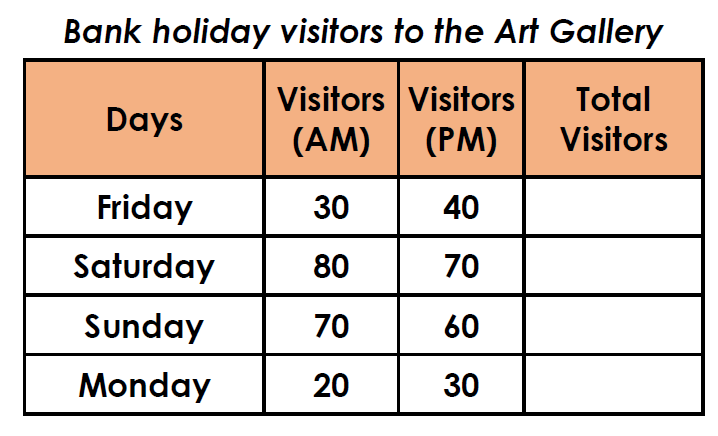 Bank holiday visitors to the Art Gallery
Days
Visitors
(AM)
Visitors
(PM)
Total
Visitors
Friday 30 40
Saturday 80 70
Sunday 70 60
Monday 20 30